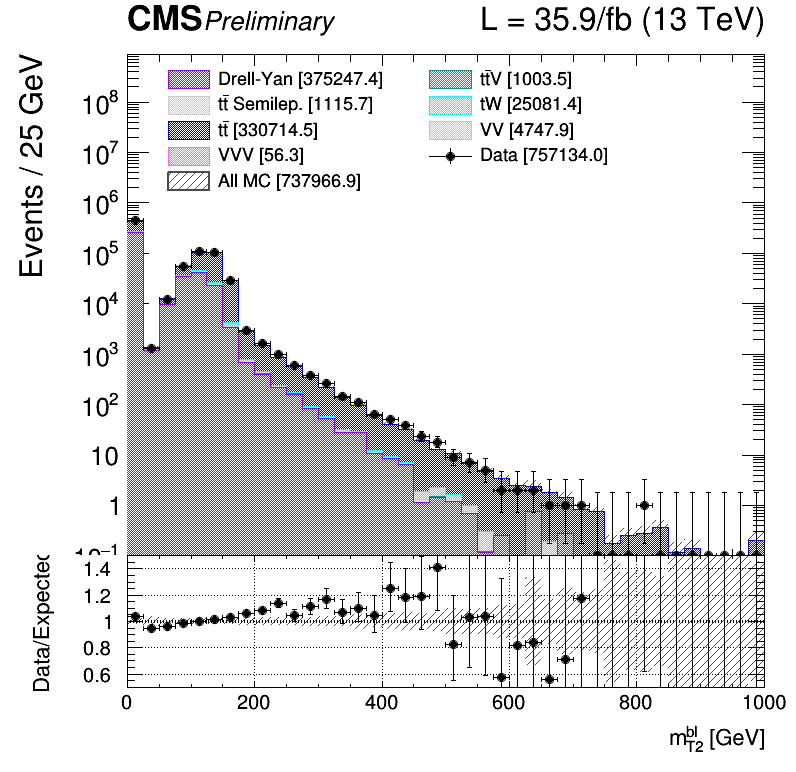 CMS Preliminary L = 35.9/fb (13 TeV)
Events / 25 GeV
Drell-Yan [375247.4]
tt̄ Semilep. [1115.7]
tt̄ [330714.5]
VVV [56.3]
All MC [737966.9]
tt̄V [1003.5]
tW [25081.4]
VV [4747.9]
Data [757134.0]
10⁸
10⁷
10⁶
10⁵
10⁴
10³
10²
10
1
10⁻¹
Data/Expected
1.4
1.2
1
0.8
0.6
0 200 400 600 800 1000
m_T2^bl [GeV]